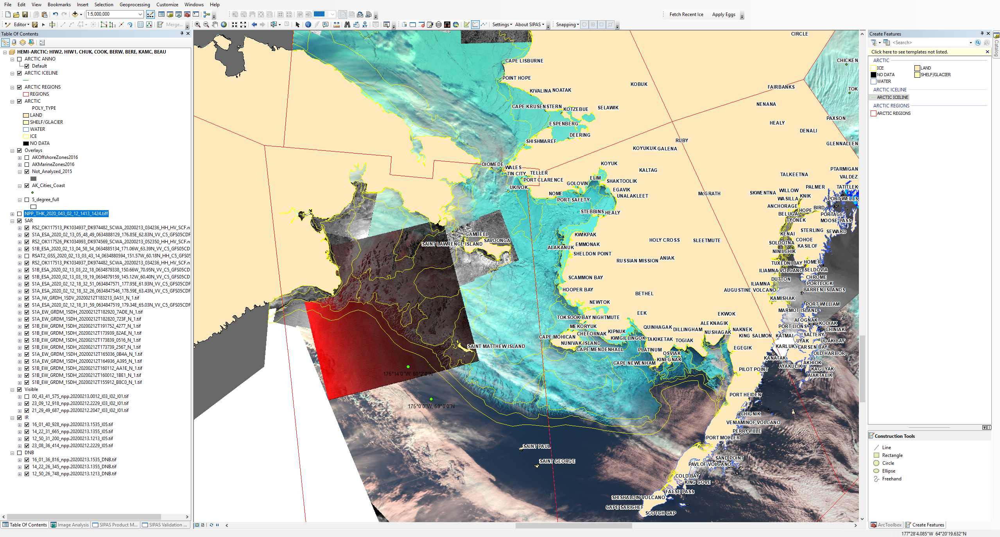 File Edit View Bookmarks Insert Selection Geoprocessing Customize Windows Help
1:5,000,000
100%
Fetch Recent Ice Apply Eggs
Editor Merge...
Settings About SIPAS Snapping
Table Of Contents
HEMI-ARCTIC: HIW2, HIW1, CHUK, COOK, BERW, BERE, KAMC, BEAU
ARCTIC ANNO
Default
ARCTIC ICELINE
ARCTIC REGIONS
REGIONS
ARCTIC
POLY_TYPE
LAND
SHELF/GLACIER
WATER
ICE
NO DATA
Overlays
AKOffshoreZones2016
AKMarineZones2016
Not_Analyzed_2015
AK_Cities_Coast
5_degree_full
NPP_THK_2020_043_02_12_1413_1424.tiff
SAR
RS2_OK117513_PK1034937_DK974482_SCWA_20200213_034236_HH_HV_SCF.n
S1A_ESA_2020_02_13_05_48_49_0634888129_176.85E_62.83N_VV_C5_GFS05CDF
RS2_OK117526_PK1034993_DK974569_SCWA_20200213_052350_HH_HV_SCF.n
S1B_ESA_2020_02_13_04_58_54_0634885134_171.06W_63.39N_VV_C5_GFS05CD
RSAT2_GSS_2020_02_13_03_43_14_0634880594_151.57W_60.18N_HH_C5_GFS05
RS2_OK117513_PK1034937_DK974482_SCWA_20200213_034236_HH_HV_SCF.n
S1B_ESA_2020_02_13_03_22_18_0634879338_150.66W_70.95N_VV_C5_GFS05CD
S1B_ESA_2020_02_13_03_19_19_0634879159_145.12W_60.40N_VV_C5_GFS05CD
S1A_ESA_2020_02_12_18_32_51_0634847571_177.95E_61.93N_VV_C5_GFS05CDF
S1A_ESA_2020_02_12_18_32_26_0634847546_178.59E_63.43N_VV_C5_GFS05CDF
S1A_IW_GRDH_1SDV_20200212T183213_0A51_N_1.tif
S1A_ESA_2020_02_12_18_31_59_0634847519_179.34E_65.03N_VV_C5_GFS05CDF
S1A_EW_GRDM_1SDH_20200212T182920_7ADE_N_1.tif
S1A_EW_GRDM_1SDH_20200212T182820_723F_N_1.tif
S1B_EW_GRDM_1SDH_20200212T191752_4277_N_1.tif
S1B_EW_GRDM_1SDH_20200212T173939_82AE_N_1.tif
S1B_EW_GRDM_1SDH_20200212T173839_0516_N_1.tif
S1B_EW_GRDM_1SDH_20200212T173739_2567_N_1.tif
S1A_EW_GRDM_1SDH_20200212T165036_0B4A_N_1.tif
S1A_EW_GRDM_1SDH_20200212T164936_A395_N_1.tif
S1B_EW_GRDM_1SDH_20200212T160112_AA1E_N_1.tif
S1B_EW_GRDM_1SDH_20200212T160012_1BE1_N_1.tif
S1B_EW_GRDM_1SDH_20200212T155912_B8C0_N_1.tif
Visible
00_43_41_575_npp.20200213.0012_I03_I02_I01.tif
23_09_12_918_npp.20200212.2229_I03_I02_I01.tif
21_29_49_687_npp.20200212.2047_I03_I02_I01.tif
IR
16_01_40_928_npp.20200213.1535_I05.tif
14_22_31_665_npp.20200213.1355_I05.tif
12_50_31_200_npp.20200213.1213_I05.tif
23_08_36_414_npp.20200212.2229_I05.tif
DNB
16_01_36_816_npp.20200213.1535_DNB.tif
14_22_26_345_npp.20200213.1355_DNB.tif
12_50_26_748_npp.20200213.1213_DNB.tif
Table Of Contents Image Analysis SIPAS Product M... SIPAS Validation ...
CIRCLE
CAPE LISBURNE
CHICKEN
POINT HOPE
KOBUK
FAIRBANKS
KIVALINA NOATAK
TOK
CAPE KRUSENSTERN
KOTZEBUE
SELAWIK
NENANA
PAXSON
ESPENBERG
HEALY
DEERING
DENALI
SHISHMAREF
RUBY
GLENNALLEN
KOYUKUK GALENA
DIOMEDE
WALES
KOYUK
PTARMIGAN
TIN CITY TELLER
KALTAG
TALKEETNA
VALDEZ
PORT CLARENCE
ELIM
SHAKTOOLIK
GOLOVIN
UKIVOK
EGAVIK
PALMER
TATITLEK
NOME
UNALAKLEET
McGRATH
SKWENTNA
WILLOW
KNIK
PORT SAFETY
WASILLA
PORT WELLS
ANCHORAGE
BIRD
STEBBINS HEALY
BELUGA
HOPE
PORTAGE
TYONEK
MOOSE PASS
GAMBELL
KWIKPAK
STERLING
SEWARD
SAVOONGA
HOLY CROSS
SLEETMUTE
KENAI
COHOE
SAINT LAWRENCE ISLAND
EMMONAK
SOLDOTNA
KASILOF
ALAKANUK
NINILCHIK
SHELDON POINT
RUSSIAN MISSION
ANIAK
TUXEDNI BAY
HOMER
ILIAMNA VOLCANO
SELDOVIA
SCAMMON BAY
DUTTON
CHROME
ILIAMNA
PORTLOCK
HOOPER BAY
BETHEL
AUGUSTINE VOLCANO
BARREN ISLANDS
NEWTOK
KAMISHAK
PORT WILLIAM
EEK
EKWOK
MARMOT ISLAND
TOKSOOK BAY NIGHTMUTE
ALEKNAGIK
AFOGNAK
KODIAK
MEKORYUK
PORT LIONS
CHINIAK
CHEFORNAK
KIPNUK
QUINHAGAK
DILLINGHAM
NUSHAGAK
NAKNEK
CAPE MOHICAN
KWIGILLINGOK
KING SALMON
KATMAI
SALTERY
NUNIVAK ISLAND
TAKIKETAK
TOGIAK
UYAK
UGAK BAY
SAINT MATTHEW ISLAND
EGEGIK
KARLUK
LARSEN BAY
CAPE MENDENHALL
PLATINUM
OSVIAK
OLD HARBOR
KINEGNAK
KANATAK
CAPE NEWENHAM
AYAKULIK
AKHIOK
PILOT POINT
KAGUYAK
176°14'0"W, 60°2'0"N
AIAKTALIK
PORT HEIDEN
175°0'0"W, 59°0'0"N
CHIGNIK
VENIAMINOF VOLCANO
PERRYVILLE
PORT MOLLER
SAINT PAUL
SAINT GEORGE
SAND POINT
PAVLOF VOLCANO
COLD BAY
KING COVE
FALSE PASS
SHISHALDIN VOLCANO
CAPE SARICHEF
SCOTCH CAP
Create Features
<Search>
Click here to see templates not listed.
ARCTIC
ICE LAND
NO DATA SHELF/GLACIER
WATER
ARCTIC ICELINE
ARCTIC ICELINE
ARCTIC REGIONS
ARCTIC REGIONS
Construction Tools
Line
Rectangle
Circle
Ellipse
Freehand
ArcToolbox Create Features
Catalog
177°28'4.085"W 64°20'19.632"N